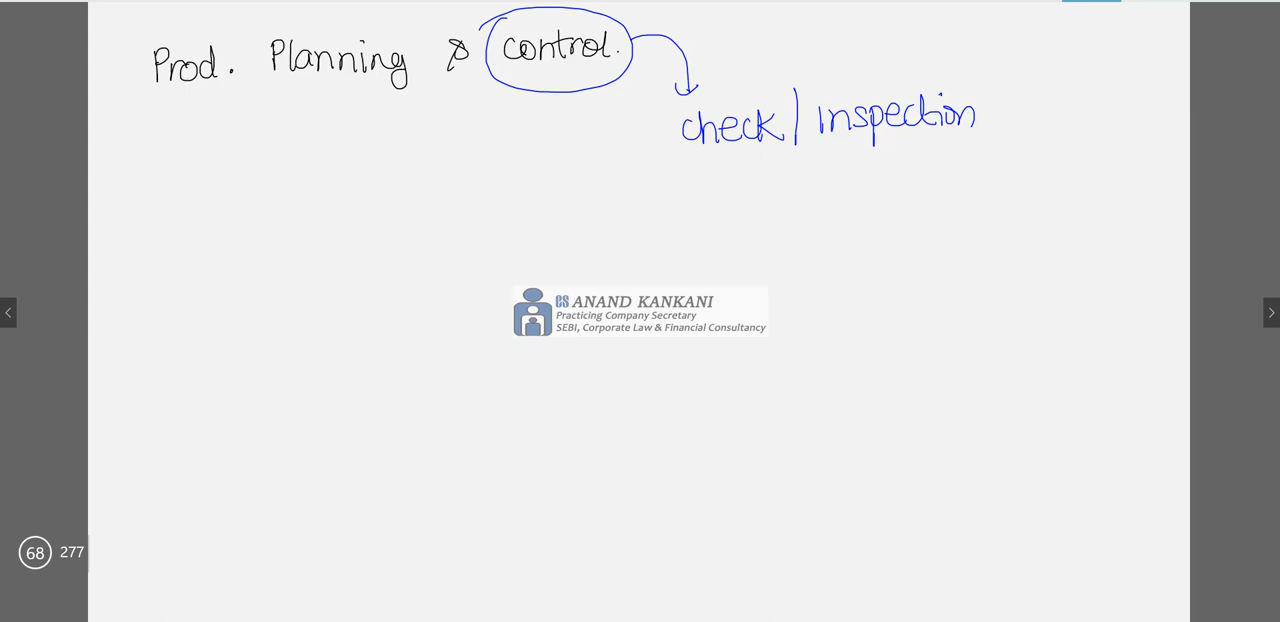 Prod. Planning & control.
check | Inspection
CS ANAND KANKANI
Practicing Company Secretary
SEBI, Corporate Law & Financial Consultancy
68 277